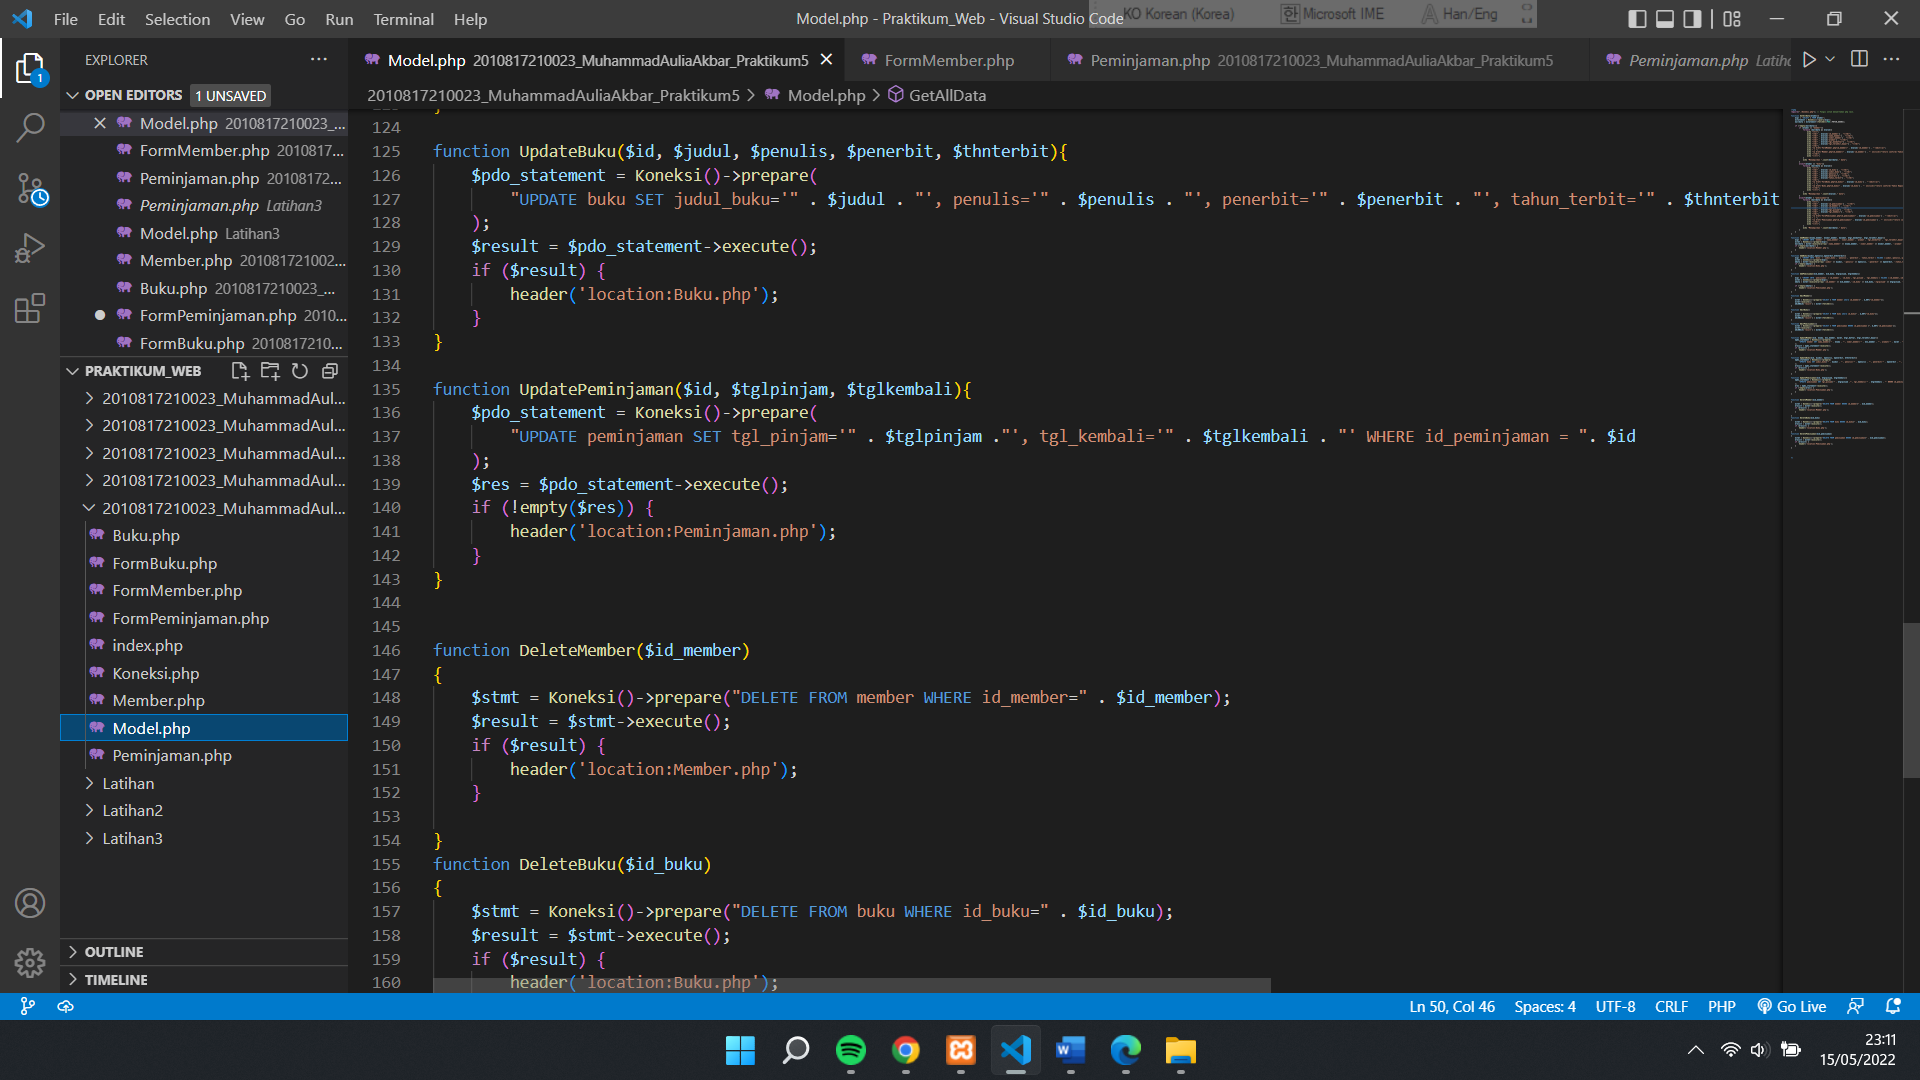 File Edit Selection View Go Run Terminal Help
Model.php - Praktikum_Web - Visual Studio Code
KO Korean (Korea) 한 Microsoft IME A Han/Eng
EXPLORER
Model.php 2010817210023_MuhammadAuliaAkbar_Praktikum5
FormMember.php
Peminjaman.php 2010817210023_MuhammadAuliaAkbar_Praktikum5
Peminjaman.php Latih
OPEN EDITORS 1 UNSAVED
2010817210023_MuhammadAuliaAkbar_Praktikum5 > Model.php > GetAllData
Model.php 2010817210023_...
FormMember.php 2010817...
Peminjaman.php 20108172...
Peminjaman.php Latihan3
Model.php Latihan3
Member.php 201081721002...
Buku.php 2010817210023_...
FormPeminjaman.php 2010...
FormBuku.php 2010817210...
PRAKTIKUM_WEB
2010817210023_MuhammadAul...
2010817210023_MuhammadAul...
2010817210023_MuhammadAul...
2010817210023_MuhammadAul...
2010817210023_MuhammadAul...
Buku.php
FormBuku.php
FormMember.php
FormPeminjaman.php
index.php
Koneksi.php
Member.php
Model.php
Peminjaman.php
Latihan
Latihan2
Latihan3
OUTLINE
TIMELINE
124
125 function UpdateBuku($id, $judul, $penulis, $penerbit, $thnterbit){
126 $pdo_statement = Koneksi()->prepare(
127 "UPDATE buku SET judul_buku='" . $judul . "', penulis='" . $penulis . "', penerbit='" . $penerbit . "', tahun_terbit='" . $thnterbit
128 );
129 $result = $pdo_statement->execute();
130 if ($result) {
131 header('location:Buku.php');
132 }
133 }
134
135 function UpdatePeminjaman($id, $tglpinjam, $tglkembali){
136 $pdo_statement = Koneksi()->prepare(
137 "UPDATE peminjaman SET tgl_pinjam='" . $tglpinjam ."', tgl_kembali='" . $tglkembali . "' WHERE id_peminjaman = ". $id
138 );
139 $res = $pdo_statement->execute();
140 if (!empty($res)) {
141 header('location:Peminjaman.php');
142 }
143 }
144
145
146 function DeleteMember($id_member)
147 {
148 $stmt = Koneksi()->prepare("DELETE FROM member WHERE id_member=" . $id_member);
149 $result = $stmt->execute();
150 if ($result) {
151 header('location:Member.php');
152 }
153
154 }
155 function DeleteBuku($id_buku)
156 {
157 $stmt = Koneksi()->prepare("DELETE FROM buku WHERE id_buku=" . $id_buku);
158 $result = $stmt->execute();
159 if ($result) {
160 header('location:Buku.php');
Ln 50, Col 46 Spaces: 4 UTF-8 CRLF PHP Go Live
23:11
15/05/2022